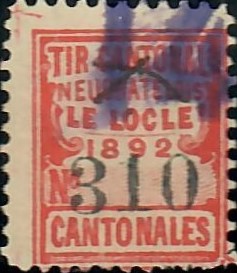 TIR CANTONAL
NEUCHATELOIS
LE LOCLE
1892
No 310
CANTONALES